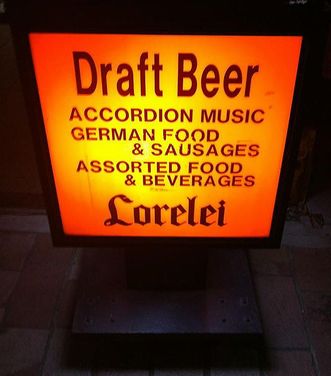 Draft Beer
ACCORDION MUSIC
GERMAN FOOD
& SAUSAGES
ASSORTED FOOD
& BEVERAGES
Lorelei